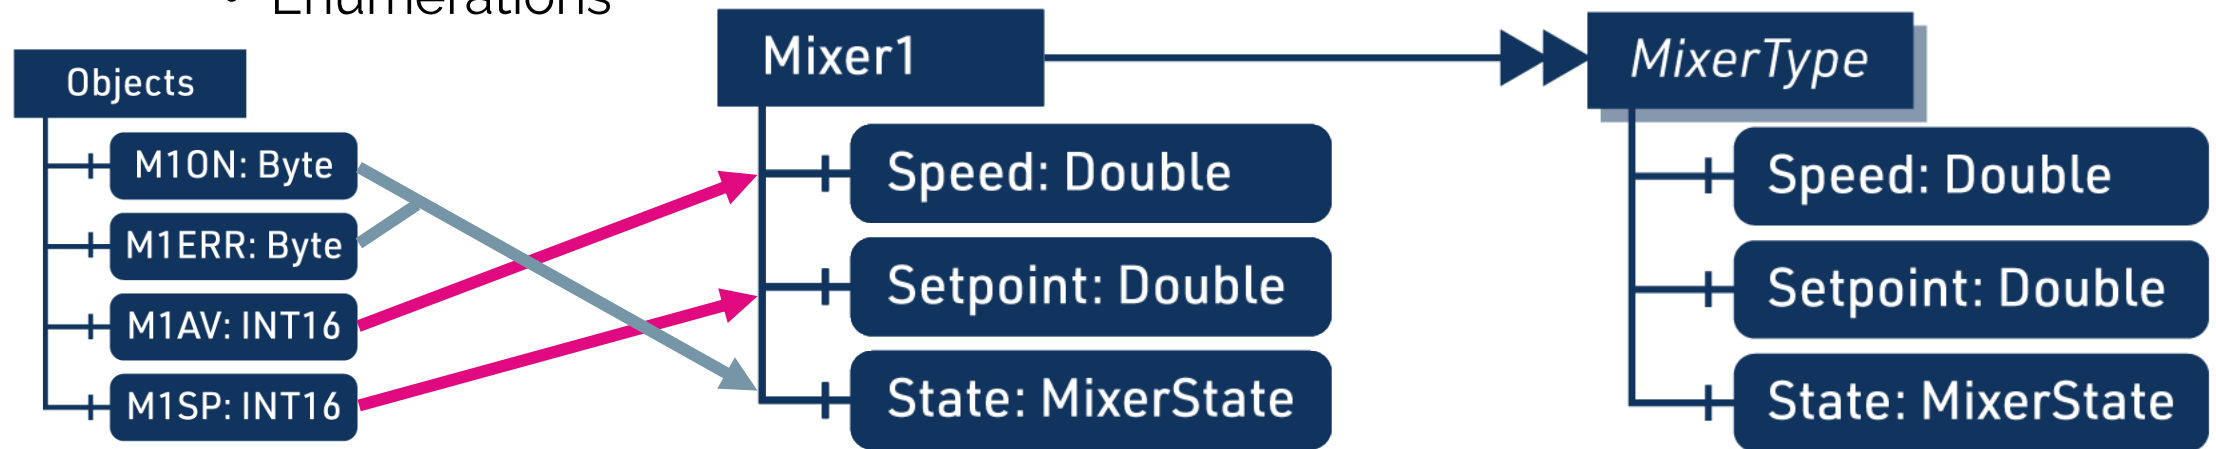 • Enumerations
Objects
M1ON: Byte
M1ERR: Byte
M1AV: INT16
M1SP: INT16
Mixer1
Speed: Double
Setpoint: Double
State: MixerState
MixerType
Speed: Double
Setpoint: Double
State: MixerState